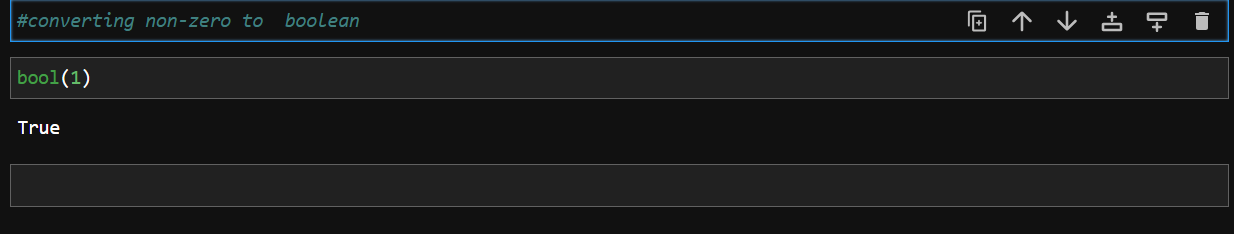 #converting non-zero to  boolean
bool(1)
True